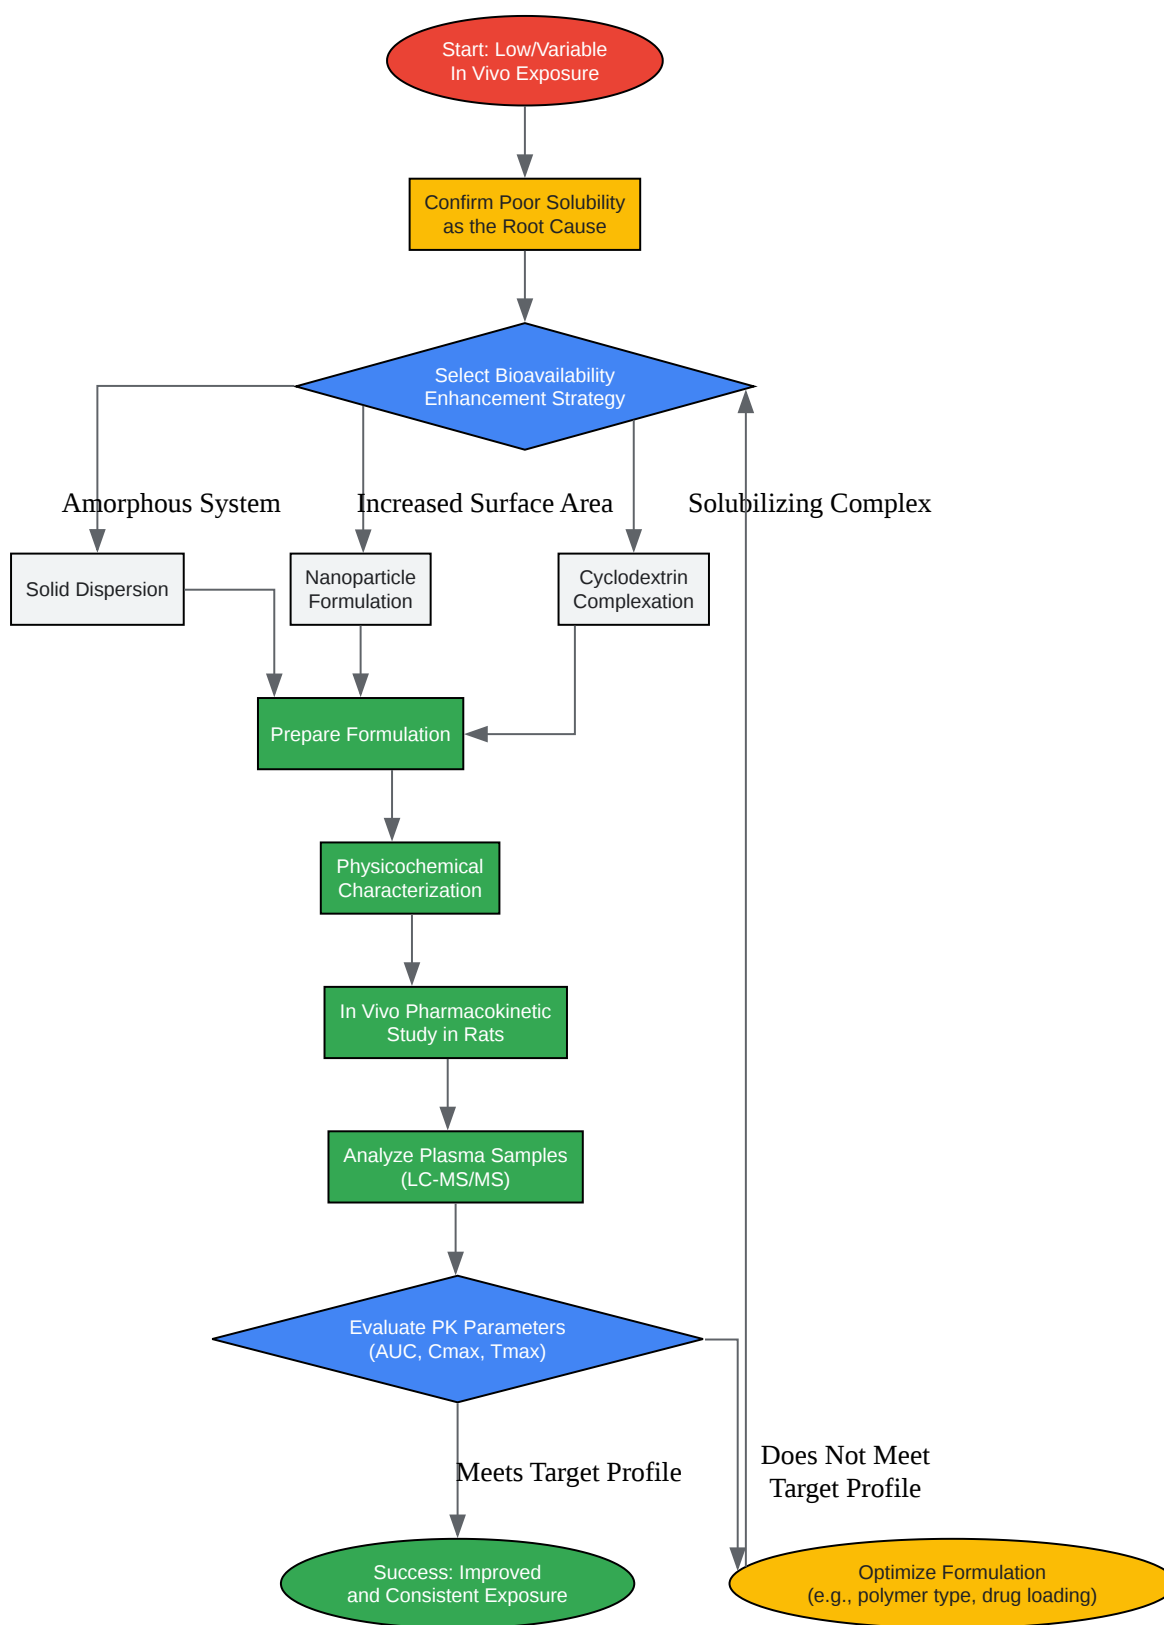 Start: Low/Variable
In Vivo Exposure
Confirm Poor Solubility
as the Root Cause
Select Bioavailability
Enhancement Strategy
Amorphous System
Increased Surface Area
Solubilizing Complex
Solid Dispersion
Nanoparticle
Formulation
Cyclodextrin
Complexation
Prepare Formulation
Physicochemical
Characterization
In Vivo Pharmacokinetic
Study in Rats
Analyze Plasma Samples
(LC-MS/MS)
Evaluate PK Parameters
(AUC, Cmax, Tmax)
Meets Target Profile
Does Not Meet
Target Profile
Success: Improved
and Consistent Exposure
Optimize Formulation
(e.g., polymer type, drug loading)